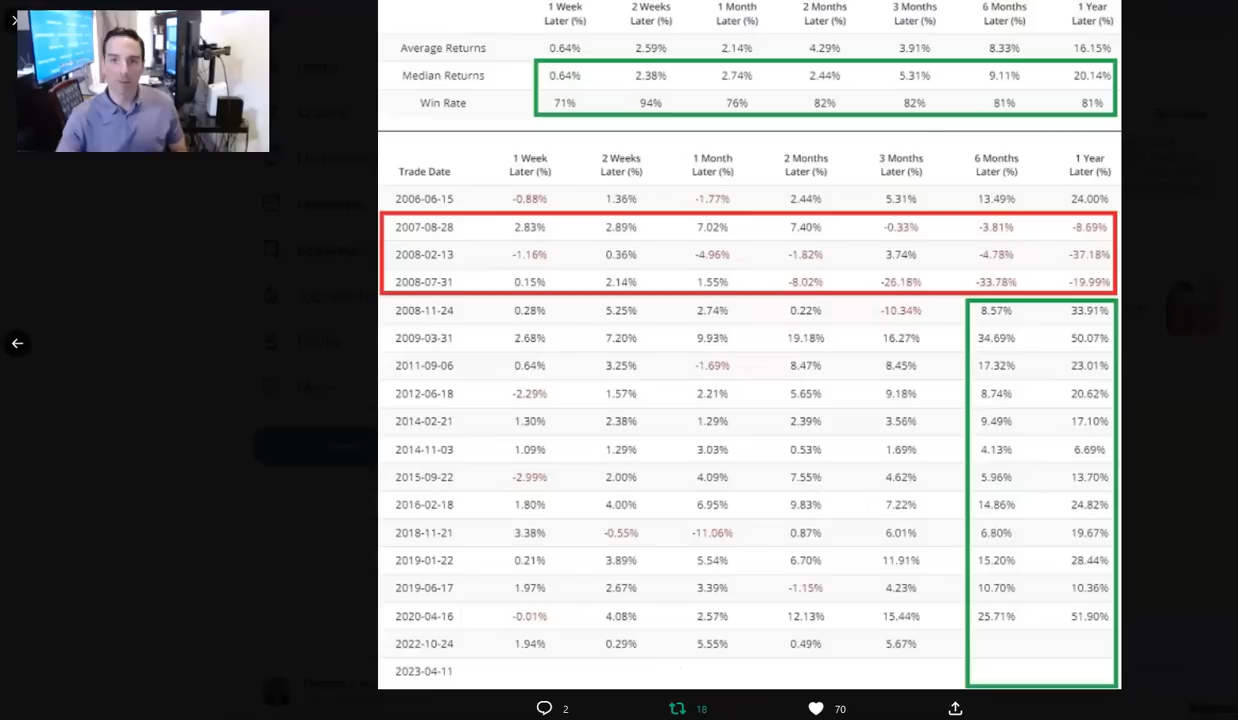 1 Week 2 Weeks 1 Month 2 Months 3 Months 6 Months 1 Year
Later (%) Later (%) Later (%) Later (%) Later (%) Later (%) Later (%)
Average Returns 0.64% 2.59% 2.14% 4.29% 3.91% 8.33% 16.15%
Median Returns 0.64% 2.38% 2.74% 2.44% 5.31% 9.11% 20.14%
Win Rate 71% 94% 76% 82% 82% 81% 81%
1 Week 2 Weeks 1 Month 2 Months 3 Months 6 Months 1 Year
Trade Date Later (%) Later (%) Later (%) Later (%) Later (%) Later (%) Later (%)
2006-06-15 -0.88% 1.36% -1.77% 2.44% 5.31% 13.49% 24.00%
2007-08-28 2.83% 2.89% 7.02% 7.40% -0.33% -3.81% -8.69%
2008-02-13 -1.16% 0.36% -4.96% -1.82% 3.74% -4.78% -37.18%
2008-07-31 0.15% 2.14% 1.55% -8.02% -26.18% -33.78% -19.99%
2008-11-24 0.28% 5.25% 2.74% 0.22% -10.34% 8.57% 33.91%
2009-03-31 2.68% 7.20% 9.93% 19.18% 16.27% 34.69% 50.07%
2011-09-06 0.64% 3.25% -1.69% 8.47% 8.45% 17.32% 23.01%
2012-06-18 -2.29% 1.57% 2.21% 5.65% 9.18% 8.74% 20.62%
2014-02-21 1.30% 2.38% 1.29% 2.39% 3.56% 9.49% 17.10%
2014-11-03 1.09% 1.29% 3.03% 0.53% 1.69% 4.13% 6.69%
2015-09-22 -2.99% 2.00% 4.09% 7.55% 4.62% 5.96% 13.70%
2016-02-18 1.80% 4.00% 6.95% 9.83% 7.22% 14.86% 24.82%
2018-11-21 3.38% -0.55% -11.06% 0.87% 6.01% 6.80% 19.67%
2019-01-22 0.21% 3.89% 5.54% 6.70% 11.91% 15.20% 28.44%
2019-06-17 1.97% 2.67% 3.39% -1.15% 4.23% 10.70% 10.36%
2020-04-16 -0.01% 4.08% 2.57% 12.13% 15.44% 25.71% 51.90%
2022-10-24 1.94% 0.29% 5.55% 0.49% 5.67%
2023-04-11
2 18 70